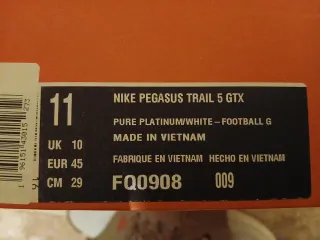 11
NIKE PEGASUS TRAIL 5 GTX
PURE PLATINUM/WHITE-FOOTBALL G
MADE IN VIETNAM
UK 10
EUR 45
CM 29
FABRIQUE EN VIETNAM HECHO EN VIETNAM
FQ0908 009